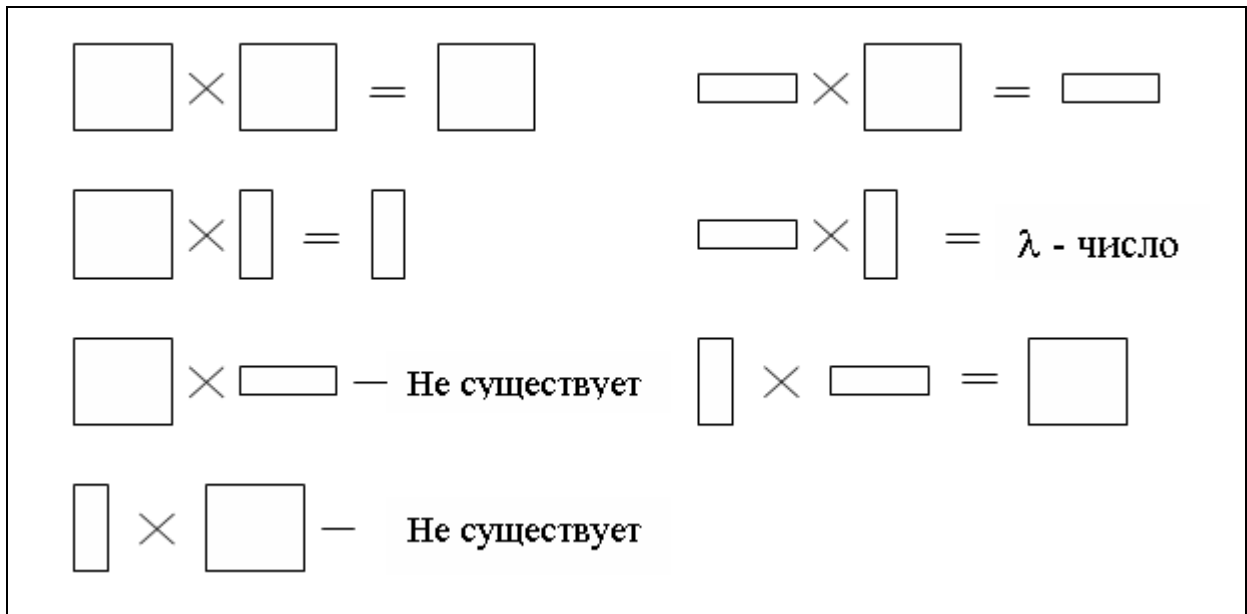 × = × =
× = × = λ - число
× — Не существует × =
× — Не существует